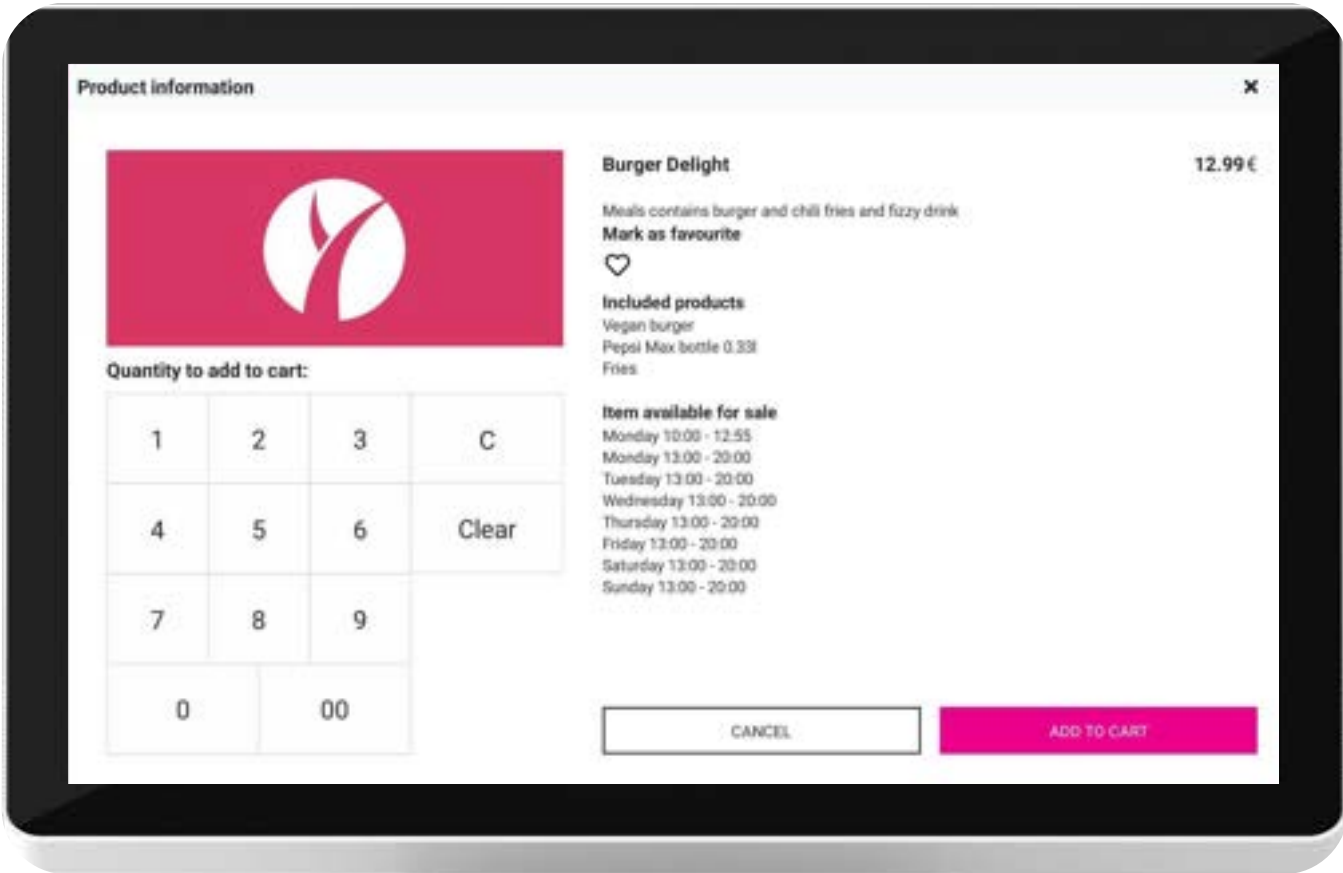 Product information
×
Burger Delight
12.99 €
Meals contains burger and chili fries and fizzy drink
Mark as favourite
Included products
Vegan burger
Pepsi Max bottle 0.33l
Fries
Quantity to add to cart:
1 2 3 C
4 5 6 Clear
7 8 9
0 00
Item available for sale
Monday 10:00 - 12:55
Monday 13:00 - 20:00
Tuesday 13:00 - 20:00
Wednesday 13:00 - 20:00
Thursday 13:00 - 20:00
Friday 13:00 - 20:00
Saturday 13:00 - 20:00
Sunday 13:00 - 20:00
CANCEL
ADD TO CART